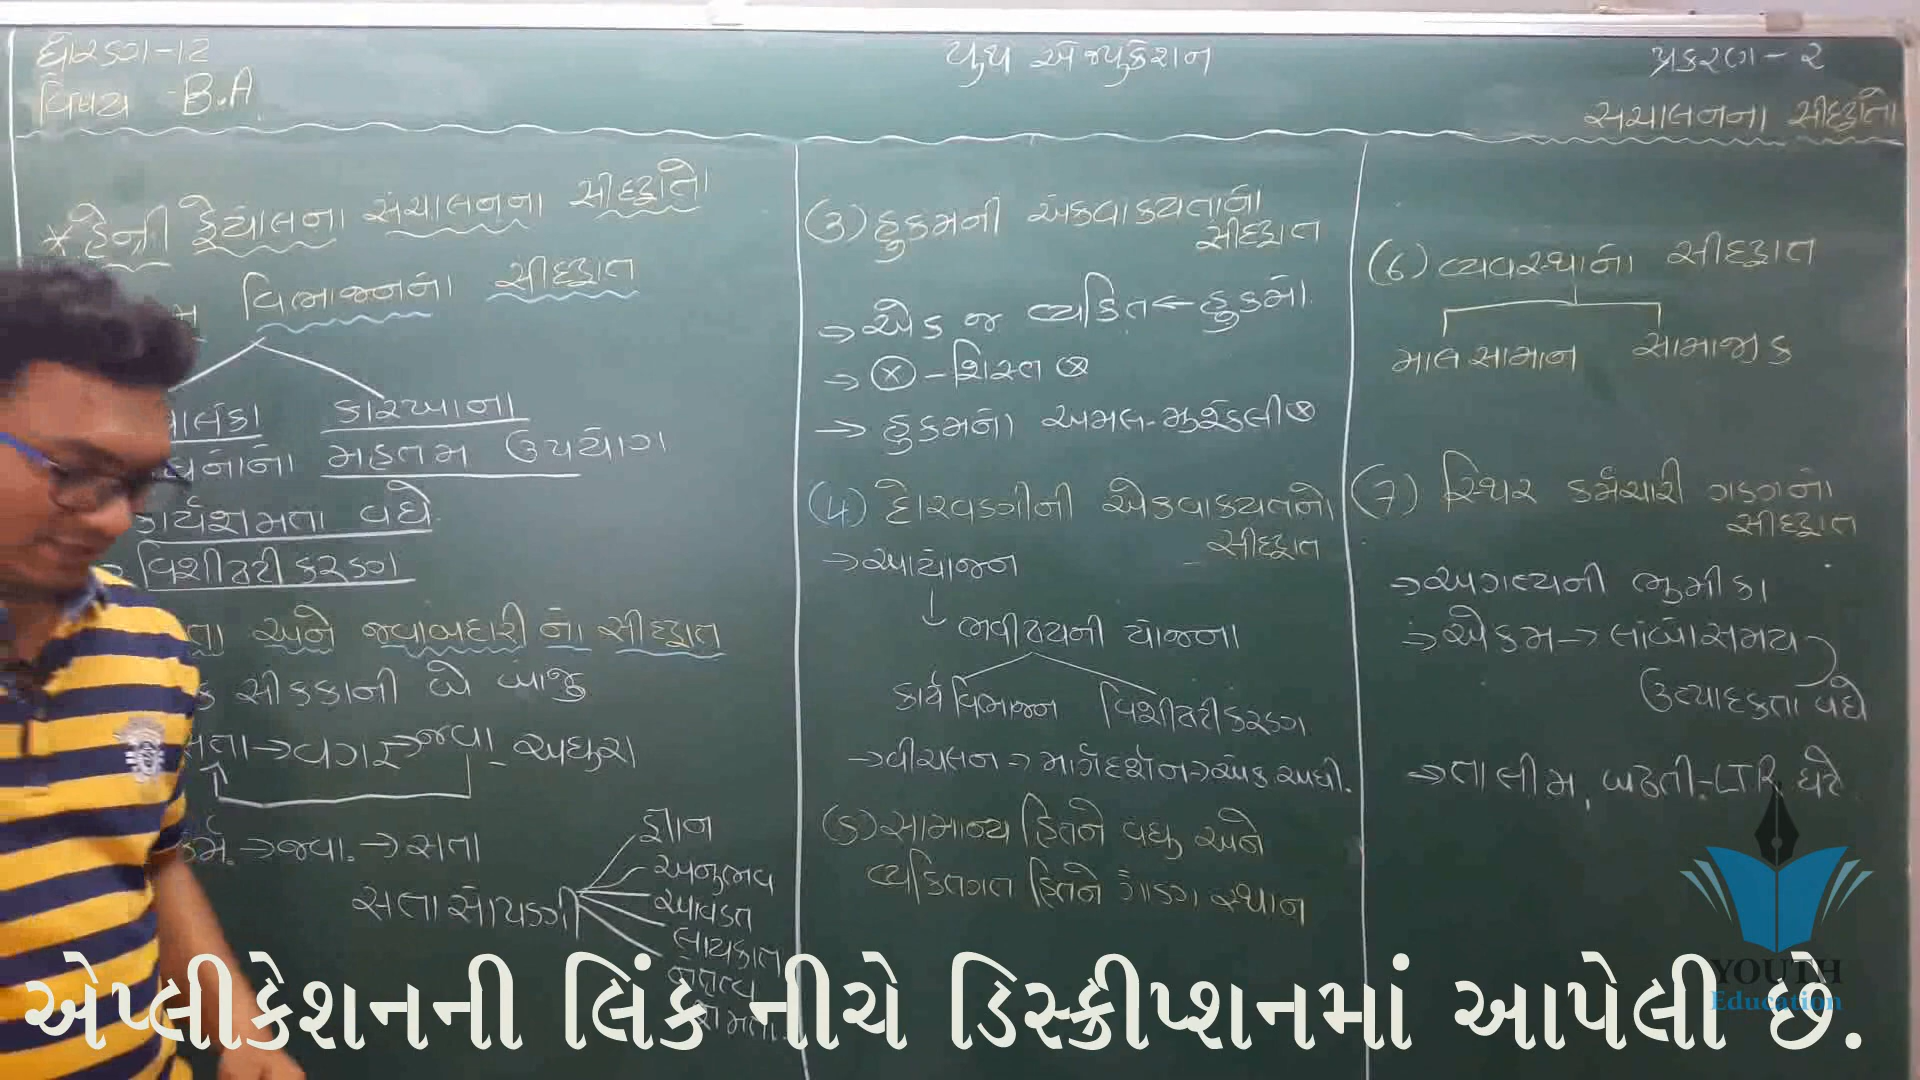 ધોરણ-12
વિષય - B.A
યુથ એજ્યુકેશન
પ્રકરણ - ૨
સંચાલનના સીદ્ધાંતો
* હેન્રી ફેયોલના સંચાલનના સીદ્ધાંતો
વિભાજનનો સીદ્ધાંત
કારખાના
મહતમ ઉપયોગ
કાર્યક્ષમતા વધે
વિશીષ્ટીકરણ
અને જવાબદારી નો સીદ્ધાંત
સીક્કાની બે બાજુ
સતા → વગર → જવા. અધુરા
કર્મ. → જવા. → સતા
સતા સોંપણી
જ્ઞાન
અનુભવ
આવડત
લાયકાત
(૩) હુકમની એકવાક્યતાનો
સીદ્ધાંત
→ એક જ વ્યકિત ← હુકમો
→ ⓧ - શિસ્ત ⓧ
→ હુકમનો અમલ - મુશ્કેલી ⓧ
(4) દોરવણીની એકવાક્યતનો
સીદ્ધાંત
→ આયોજન
↓
ભવીષ્યની યોજના
કાર્ય વિભાજન વિશીષ્ટીકરણ
→ વીચલન → માર્ગદર્શન → એક અધી.
(5) સામાન્ય હિતને વધુ અને
વ્યકિતગત હિતને ગૌણ સ્થાન
(6) વ્યવસ્થાનો સીદ્ધાંત
માલસામાન સામાજીક
(7) સ્થિર કર્મચારી ગણનો
સીદ્ધાંત
→ અગત્યની ભુમીકા
→ એકમ → લાંબો સમય
ઉત્પાદકતા વધે
→ તાલીમ, બઢતી - LTR ઘટે
YOUTH
Education
એપ્લીકેશનની લિંક નીચે ડિસ્ક્રીપ્શનમાં આપેલી છે.